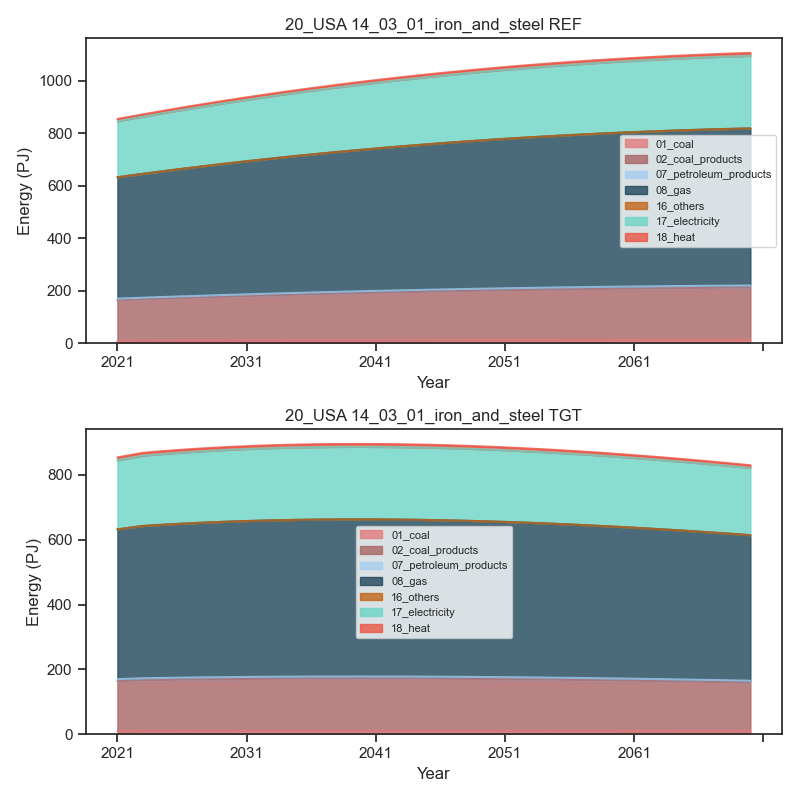 20_USA 14_03_01_iron_and_steel REF
Energy (PJ)
1000
800
600
400
200
0
01_coal
02_coal_products
07_petroleum_products
08_gas
16_others
17_electricity
18_heat
2021 2031 2041 2051 2061
Year
20_USA 14_03_01_iron_and_steel TGT
Energy (PJ)
800
600
400
200
0
01_coal
02_coal_products
07_petroleum_products
08_gas
16_others
17_electricity
18_heat
2021 2031 2041 2051 2061
Year